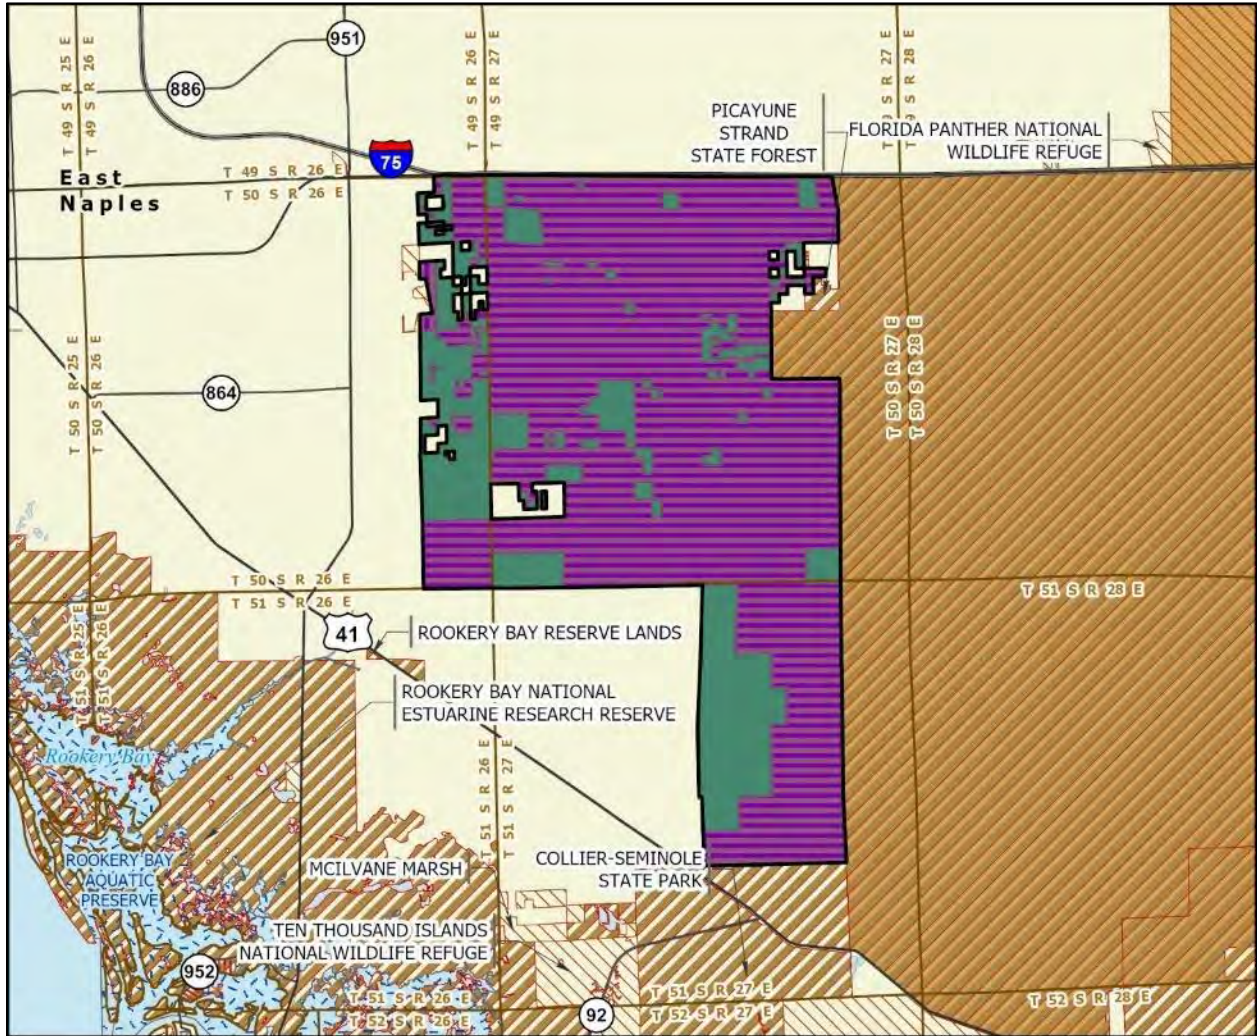 951
886
T 49 S R 25 E
T 49 S R 26 E
T 49 S R 26 E
T 49 S R 27 E
T 49 S R 27 E
T 49 S R 28 E
PICAYUNE
STRAND
STATE FOREST
FLORIDA PANTHER NATIONAL
WILDLIFE REFUGE
75
East
Naples
T 49 S R 26 E
T 50 S R 26 E
T 50 S R 25 E
T 50 S R 26 E
T 50 S R 27 E
T 50 S R 28 E
864
T 50 S R 26 E
T 51 S R 26 E
T 51 S R 28 E
41
ROOKERY BAY RESERVE LANDS
T 51 S R 25 E
T 51 S R 26 E
ROOKERY BAY NATIONAL
ESTUARINE RESEARCH RESERVE
Rookery Bay
T 51 S R 26 E
T 51 S R 27 E
ROOKERY BAY
AQUATIC
PRESERVE
MCILVANE MARSH
COLLIER-SEMINOLE
STATE PARK
TEN THOUSAND ISLANDS
NATIONAL WILDLIFE REFUGE
952
T 51 S R 26 E
T 52 S R 26 E
92
T 51 S R 27 E
T 52 S R 27 E
T 52 S R 28 E